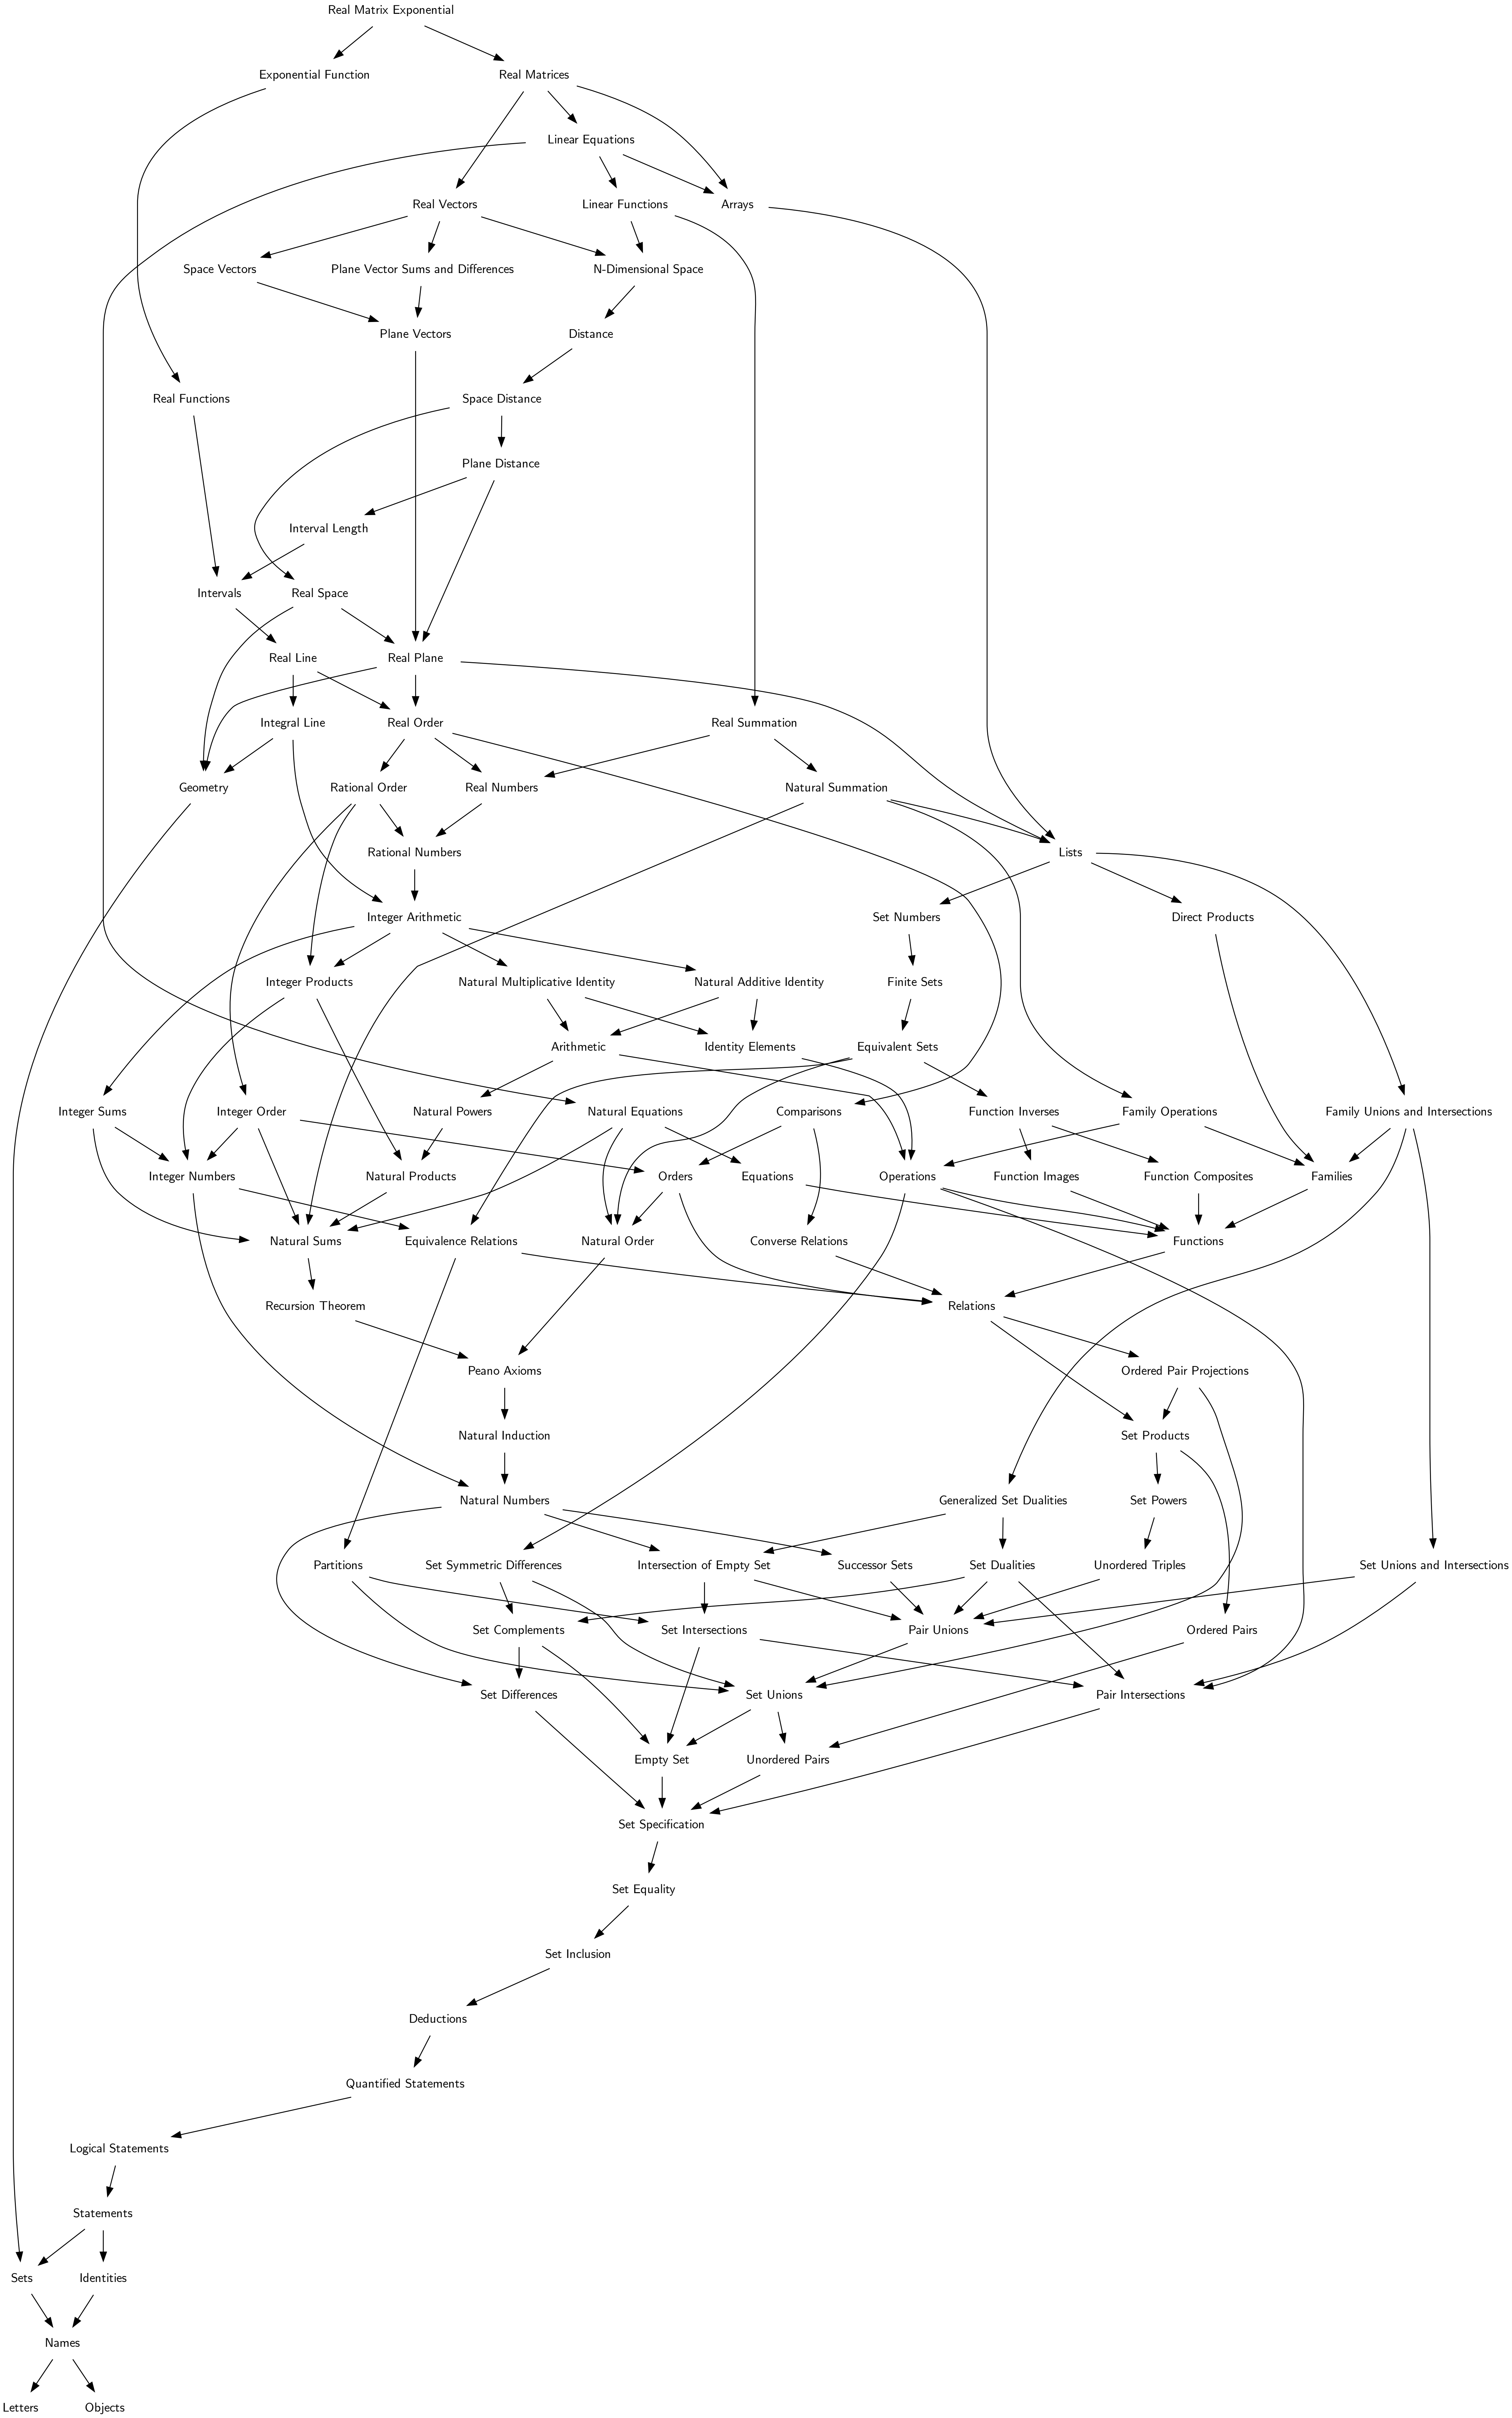 Real Matrix Exponential
Exponential Function
Real Matrices
Linear Equations
Real Vectors
Linear Functions
Arrays
Space Vectors
Plane Vector Sums and Differences
N-Dimensional Space
Plane Vectors
Distance
Real Functions
Space Distance
Plane Distance
Interval Length
Intervals
Real Space
Real Line
Real Plane
Integral Line
Real Order
Real Summation
Geometry
Rational Order
Real Numbers
Natural Summation
Rational Numbers
Lists
Integer Arithmetic
Set Numbers
Direct Products
Integer Products
Natural Multiplicative Identity
Natural Additive Identity
Finite Sets
Arithmetic
Identity Elements
Equivalent Sets
Integer Sums
Integer Order
Natural Powers
Natural Equations
Comparisons
Function Inverses
Family Operations
Family Unions and Intersections
Integer Numbers
Natural Products
Orders
Equations
Operations
Function Images
Function Composites
Families
Natural Sums
Equivalence Relations
Natural Order
Converse Relations
Functions
Recursion Theorem
Relations
Peano Axioms
Ordered Pair Projections
Natural Induction
Set Products
Natural Numbers
Generalized Set Dualities
Set Powers
Partitions
Set Symmetric Differences
Intersection of Empty Set
Successor Sets
Set Dualities
Unordered Triples
Set Unions and Intersections
Set Complements
Set Intersections
Pair Unions
Ordered Pairs
Set Differences
Set Unions
Pair Intersections
Empty Set
Unordered Pairs
Set Specification
Set Equality
Set Inclusion
Deductions
Quantified Statements
Logical Statements
Statements
Sets
Identities
Names
Letters
Objects